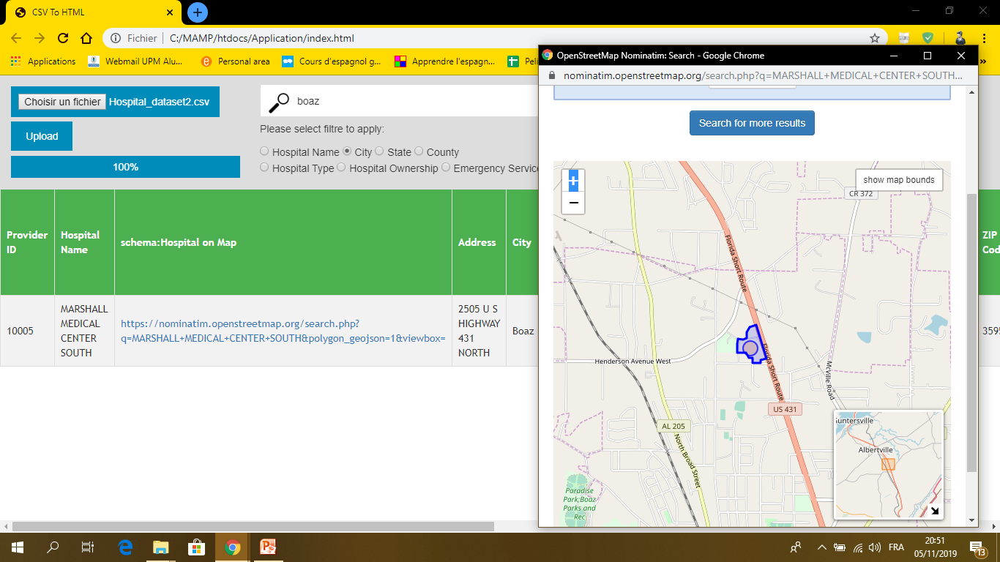 CSV To HTML
Fichier
C:/MAMP/htdocs/Application/index.html
Applications
Webmail UPM Alu...
Personal area
Cours d'espagnol g...
Apprendre l'espagn...
»
Choisir un fichier Hospital_dataset2.csv
Upload
100%
boaz
Please select filtre to apply:
Hospital Name City State County
Hospital Type Hospital Ownership
Provider ID
Hospital Name
schema:Hospital on Map
Address
City
ZIP
10005
MARSHALL
MEDICAL
CENTER
SOUTH
https://nominatim.openstreetmap.org/search.php?
q=MARSHALL+MEDICAL+CENTER+SOUTH&polygon_geojson=1&viewbox=
2505 U S
HIGHWAY
431
NORTH
Boaz
OpenStreetMap Nominatim: Search - Google Chrome
nominatim.openstreetmap.org/search.php?q=MARSHALL+MEDICAL+CENTER+SOUTH...
Search for more results
+
−
show map bounds
CR 372
Florida Short Route
Henderson Avenue West
Florida Short Route
McVille Road
US 431
AL 205
North Broad Street
Paradise
Park;Boaz
Parks and
Rec
Albertville
FRA
20:51
05/11/2019
13